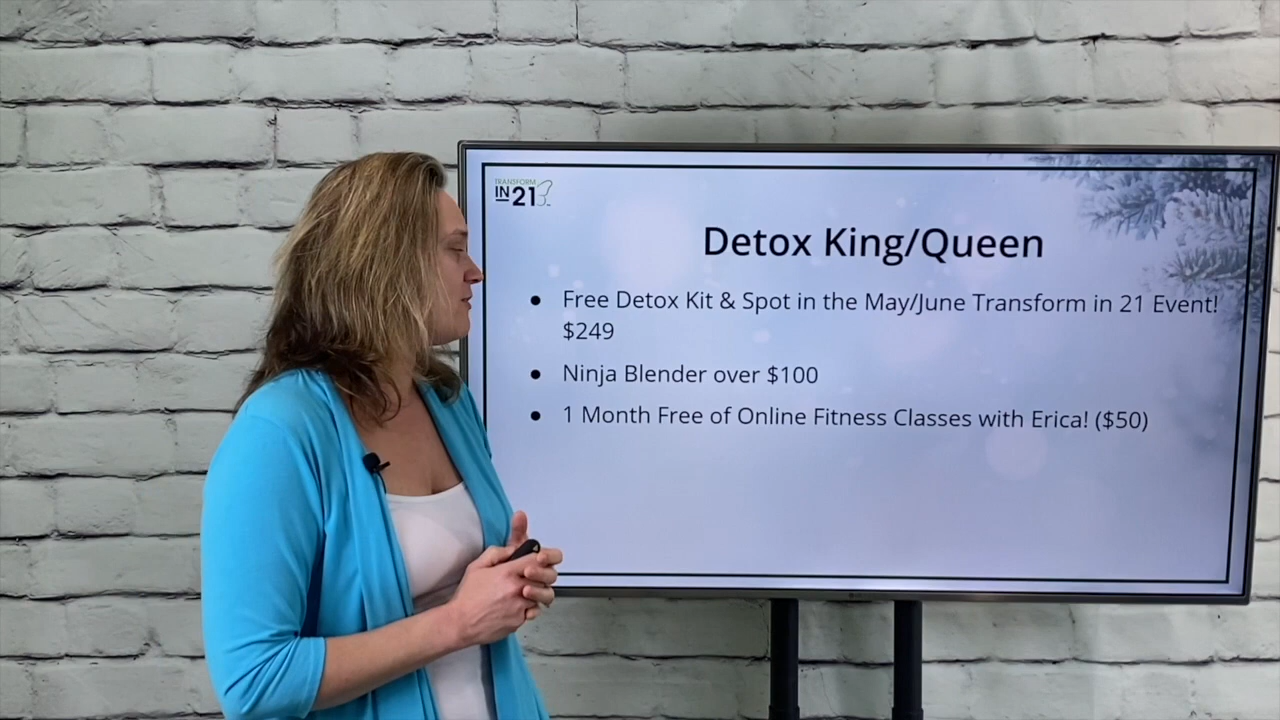 TRANSFORM
IN 21
Detox King/Queen
● Free Detox Kit & Spot in the May/June Transform in 21 Event!
$249
● Ninja Blender over $100
● 1 Month Free of Online Fitness Classes with Erica! ($50)